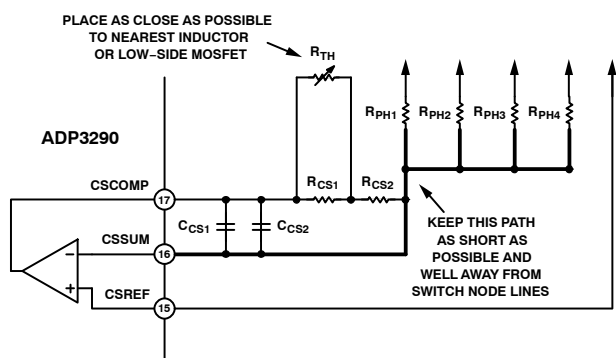 PLACE AS CLOSE AS POSSIBLE
TO NEAREST INDUCTOR
OR LOW−SIDE MOSFET
RTH
RPH1
RPH2
RPH3
RPH4
ADP3290
CSCOMP
17
RCS1
RCS2
CCS1
CCS2
KEEP THIS PATH
AS SHORT AS
POSSIBLE AND
WELL AWAY FROM
SWITCH NODE LINES
CSSUM
16
−
+
CSREF
15